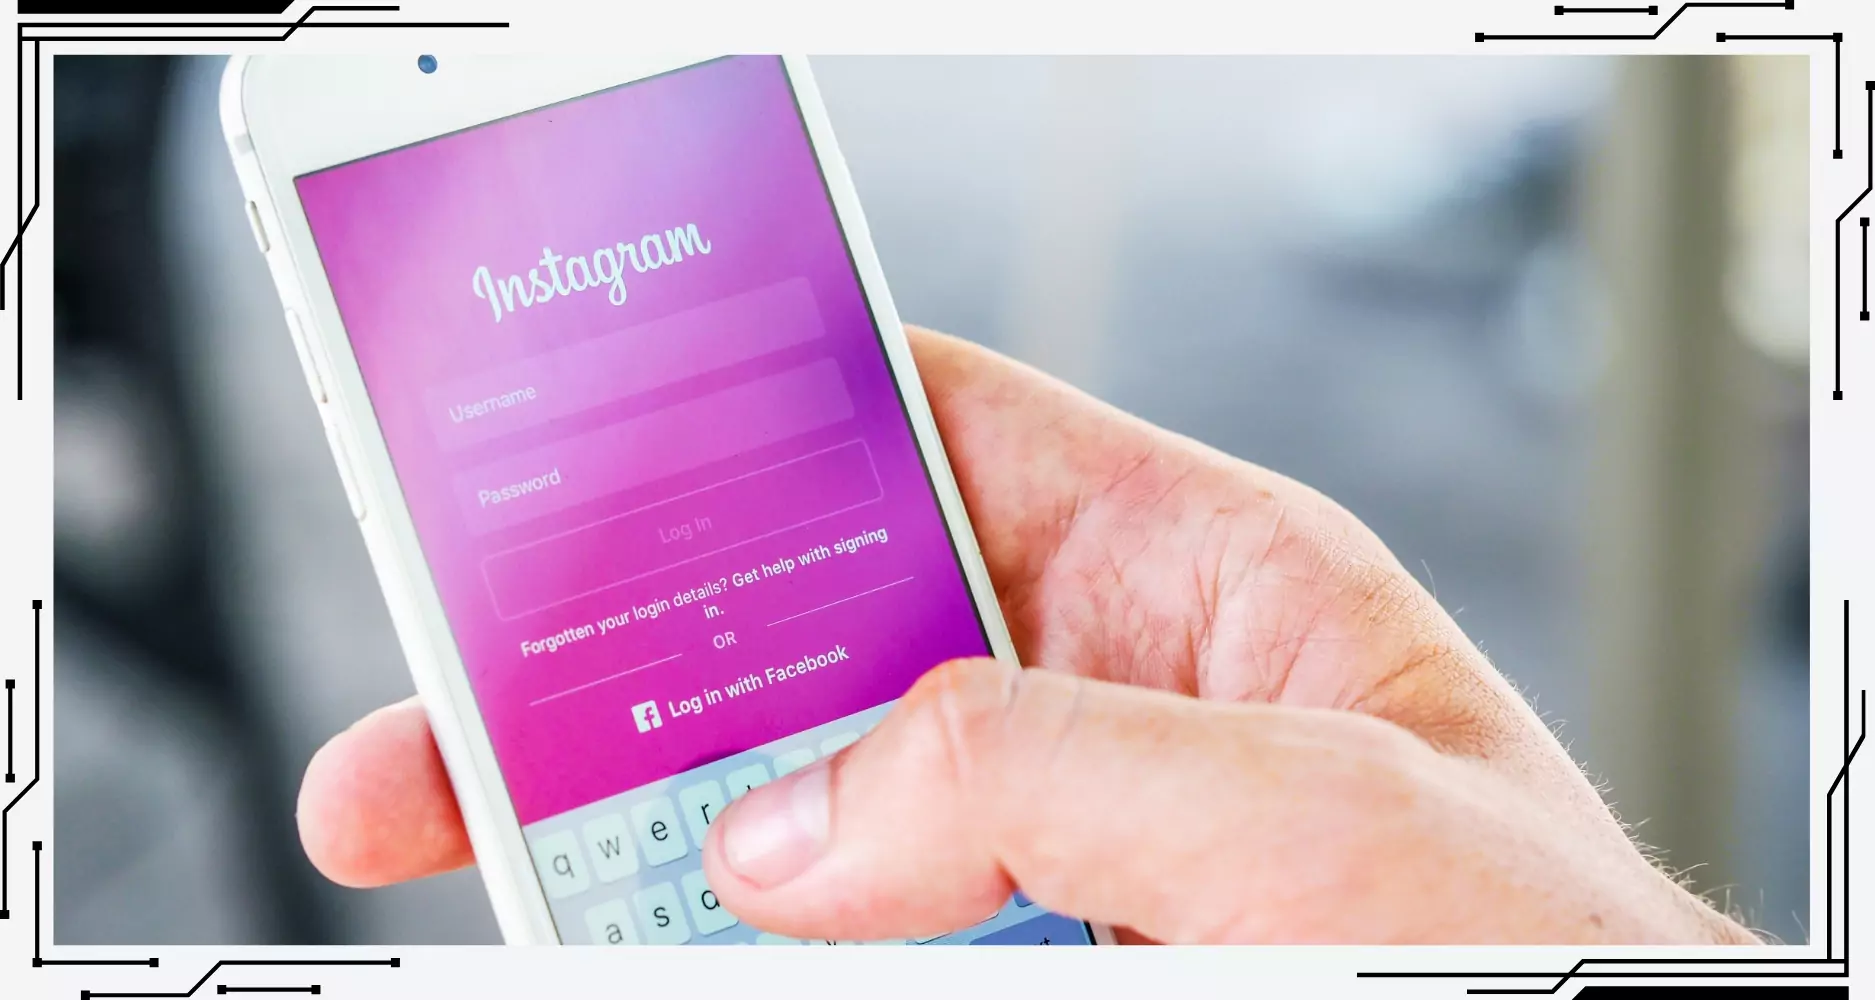 Instagram
Username
Password
Log In
Forgotten your login details? Get help with signing
in.
OR
f Log in with Facebook
q w e r
a s d